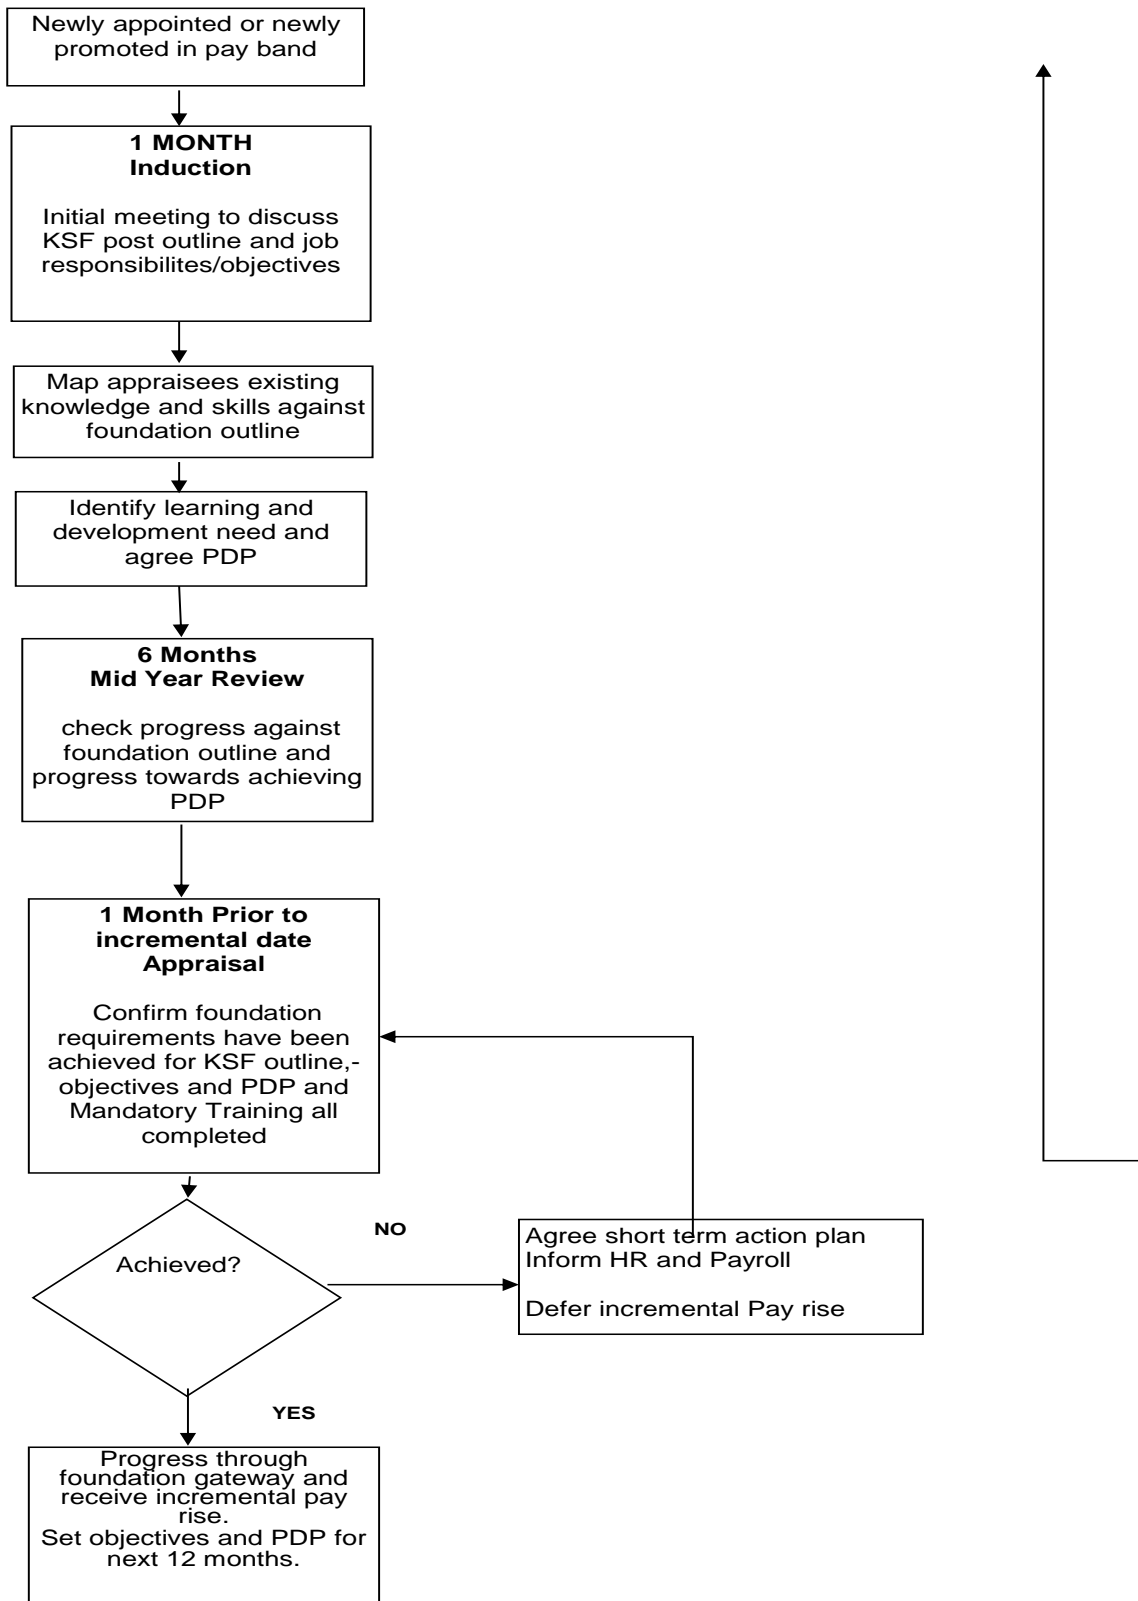 Newly appointed or newly
promoted in pay band
1 MONTH
Induction
Initial meeting to discuss
KSF post outline and job
responsibilites/objectives
Map appraisees existing
knowledge and skills against
foundation outline
Identify learning and
development need and
agree PDP
6 Months
Mid Year Review
check progress against
foundation outline and
progress towards achieving
PDP
1 Month Prior to
incremental date
Appraisal
Confirm foundation
requirements have been
achieved for KSF outline,-
objectives and PDP and
Mandatory Training all
completed
Achieved?
NO
Agree short term action plan
Inform HR and Payroll
Defer incremental Pay rise
YES
Progress through
foundation gateway and
receive incremental pay
rise.
Set objectives and PDP for
next 12 months.